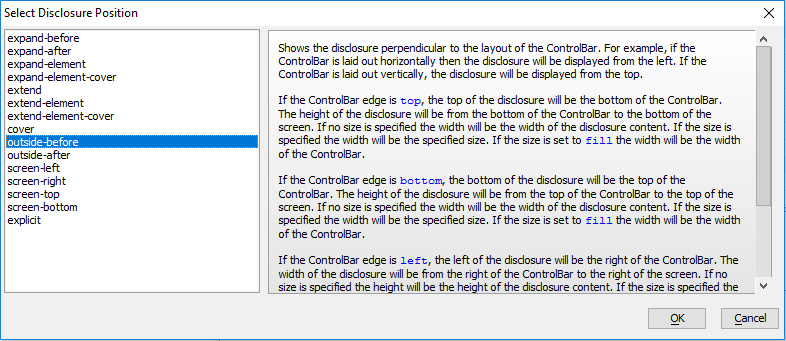 Select Disclosure Position
expand-before
expand-after
expand-element
expand-element-cover
extend
extend-element
extend-element-cover
cover
outside-before
outside-after
screen-left
screen-right
screen-top
screen-bottom
explicit
Shows the disclosure perpendicular to the layout of the ControlBar. For example, if the
ControlBar is laid out horizontally then the disclosure will be displayed from the left. If the
ControlBar is laid out vertically, the disclosure will be displayed from the top.
If the ControlBar edge is top, the top of the disclosure will be the bottom of the ControlBar.
The height of the disclosure will be from the bottom of the ControlBar to the bottom of the
screen. If no size is specified the width will be the width of the disclosure content. If the size is
specified the width will be the specified size. If the size is set to fill the width will be the width
of the ControlBar.
If the ControlBar edge is bottom, the bottom of the disclosure will be the top of the
ControlBar. The height of the disclosure will be from the top of the ControlBar to the top of the
screen. If no size is specified the width will be the width of the disclosure content. If the size is
specified the width will be the specified size. If the size is set to fill the width will be the width
of the ControlBar.
If the ControlBar edge is left, the left of the disclosure will be the right of the ControlBar. The
width of the disclosure will be from the right of the ControlBar to the right of the screen. If no
size is specified the height will be the height of the disclosure content. If the size is specified the
OK
Cancel